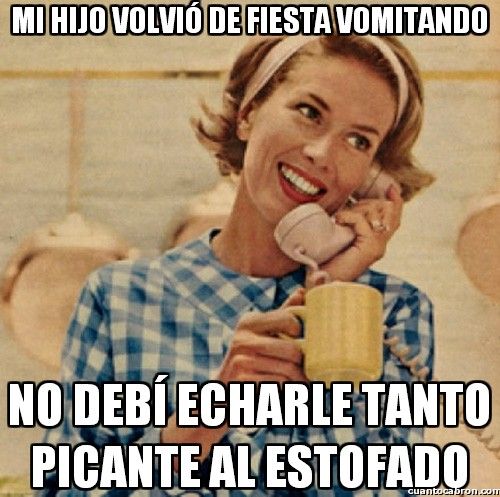 MI HIJO VOLVIÓ DE FIESTA VOMITANDO
NO DEBÍ ECHARLE TANTO
PICANTE AL ESTOFADO
cuantocabron.com